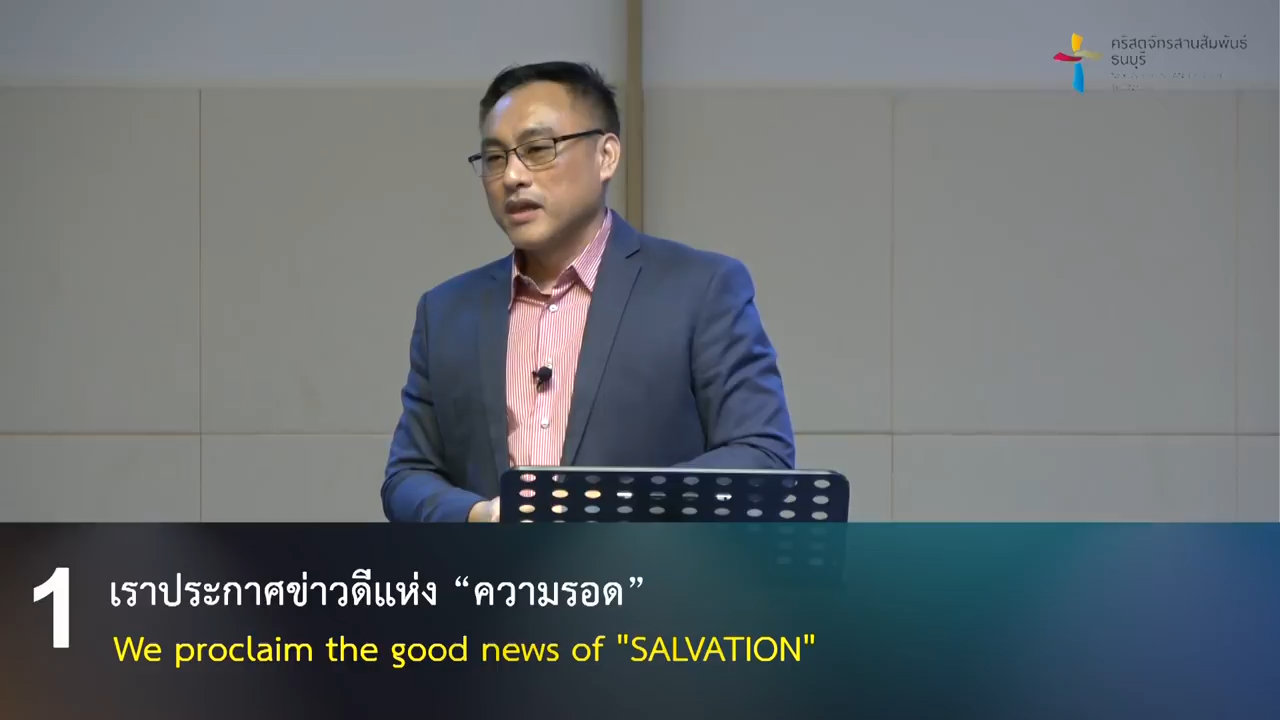 คริสตจักรสานสัมพันธ์
ธนบุรี
1
เราประกาศข่าวดีแห่ง “ความรอด”
We proclaim the good news of "SALVATION"